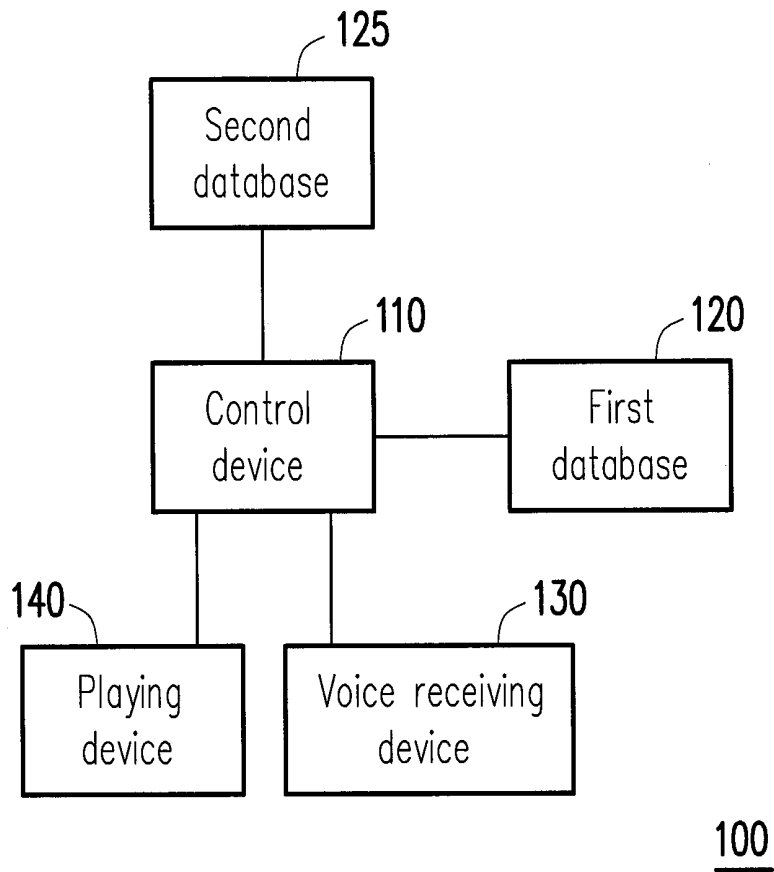 125
Second
database
110
Control
device
120
First
database
140
Playing
device
130
Voice receiving
device
100